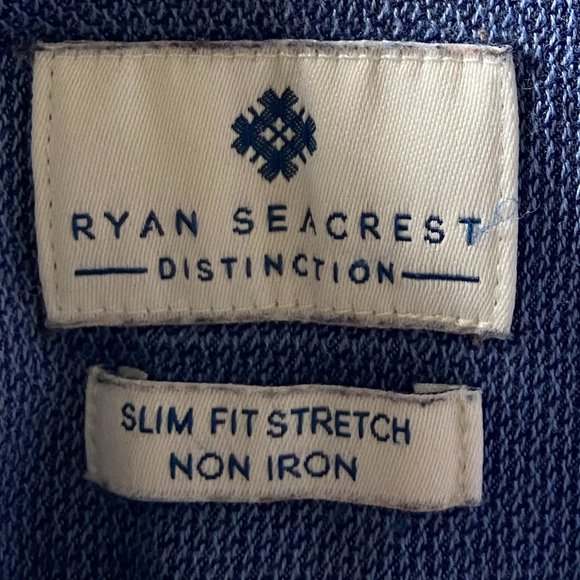 RYAN SEACREST
DISTINCTION
SLIM FIT STRETCH
NON IRON